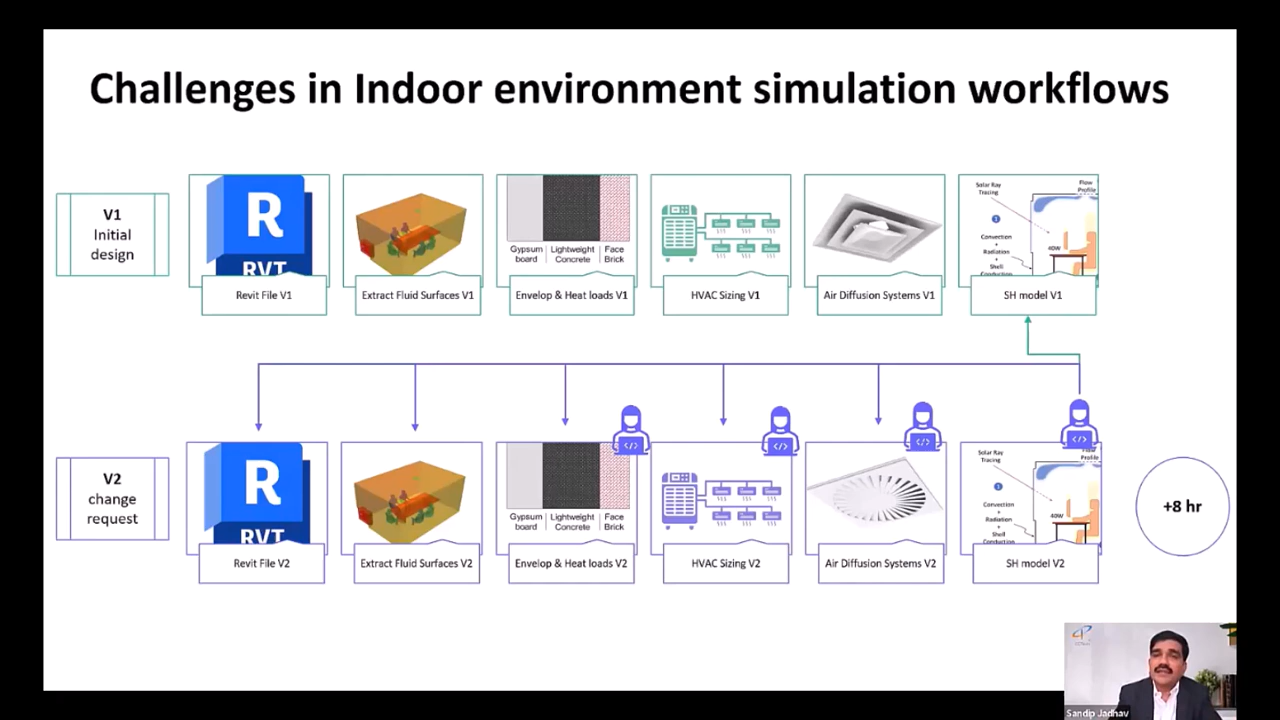 Challenges in Indoor environment simulation workflows
V1
Initial
design
R
RVT
Revit File V1
Extract Fluid Surfaces V1
Gypsum
board
Lightweight
Concrete
Face
Brick
Envelop & Heat loads V1
HVAC Sizing V1
Air Diffusion Systems V1
Solar Ray
Tracing
Flow
Profile
1
Convection
+
Radiation
+
Shell
Conduction
40W
SH model V1
V2
change
request
R
RVT
Revit File V2
Extract Fluid Surfaces V2
Gypsum
board
Lightweight
Concrete
Face
Brick
</>
Envelop & Heat loads V2
</>
HVAC Sizing V2
</>
Air Diffusion Systems V2
</>
Solar Ray
Tracing
Flow
Profile
1
Convection
+
Radiation
+
Shell
Conduction
40W
SH model V2
+8 hr
Sandip Jadhav